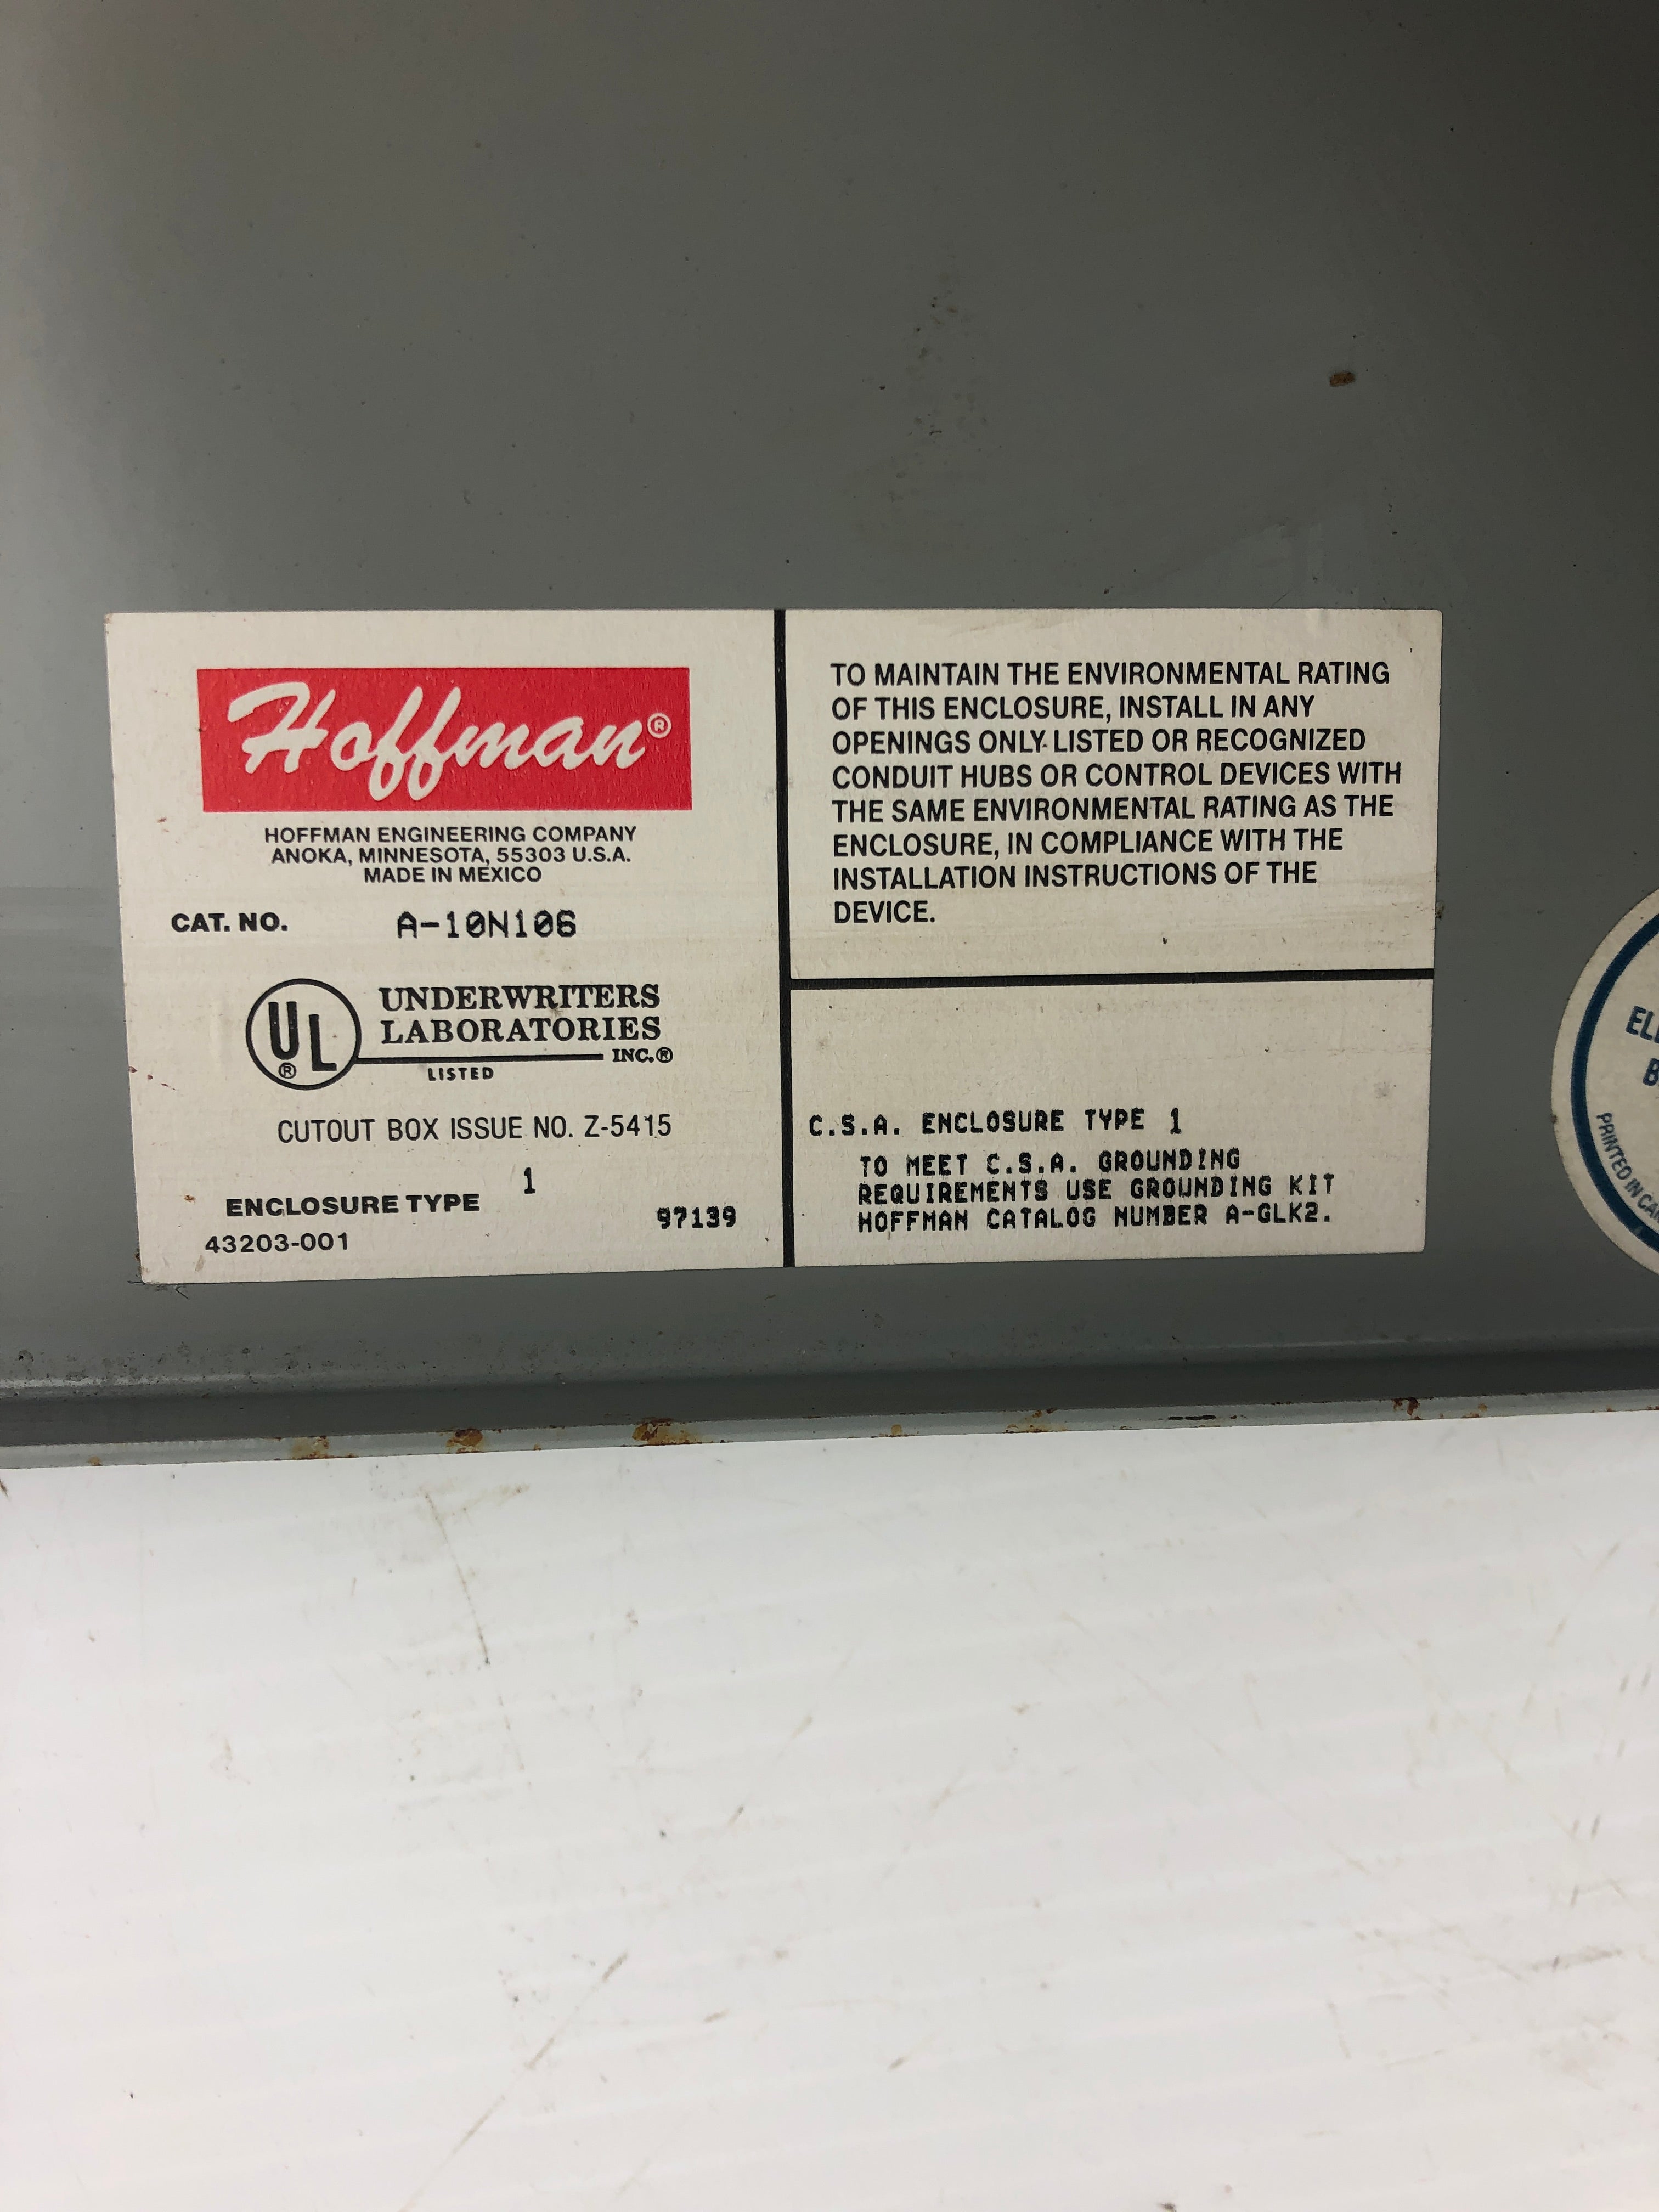 Hoffman®
HOFFMAN ENGINEERING COMPANY
ANOKA, MINNESOTA, 55303 U.S.A.
MADE IN MEXICO
CAT. NO. A-10N106
UL®
UNDERWRITERS
LABORATORIES
INC.®
LISTED
CUTOUT BOX ISSUE NO. Z-5415
ENCLOSURE TYPE 1
43203-001
97139
TO MAINTAIN THE ENVIRONMENTAL RATING
OF THIS ENCLOSURE, INSTALL IN ANY
OPENINGS ONLY LISTED OR RECOGNIZED
CONDUIT HUBS OR CONTROL DEVICES WITH
THE SAME ENVIRONMENTAL RATING AS THE
ENCLOSURE, IN COMPLIANCE WITH THE
INSTALLATION INSTRUCTIONS OF THE
DEVICE.
C.S.A. ENCLOSURE TYPE 1
TO MEET C.S.A. GROUNDING
REQUIREMENTS USE GROUNDING KIT
HOFFMAN CATALOG NUMBER A-GLK2.
PRINTED IN